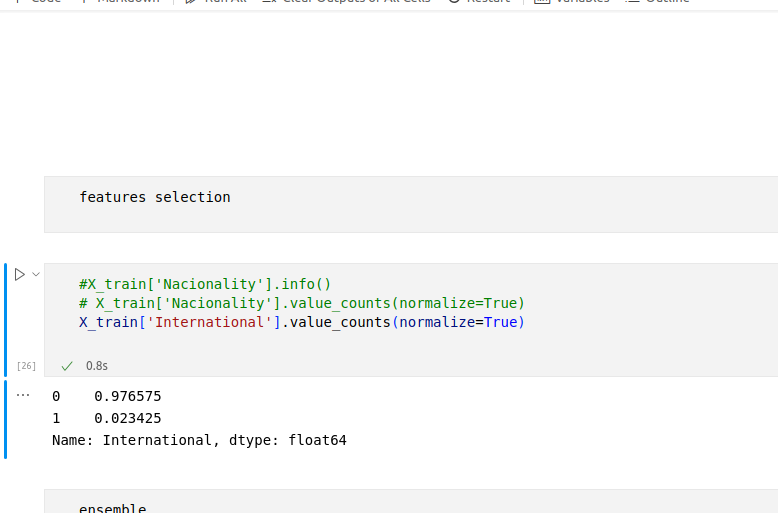 Code Markdown Run All Clear Outputs of All Cells Restart Variables Outline
features selection
#X_train['Nacionality'].info()
# X_train['Nacionality'].value_counts(normalize=True)
X_train['International'].value_counts(normalize=True)
[26] 0.8s
... 0    0.976575
1    0.023425
Name: International, dtype: float64
ensemble